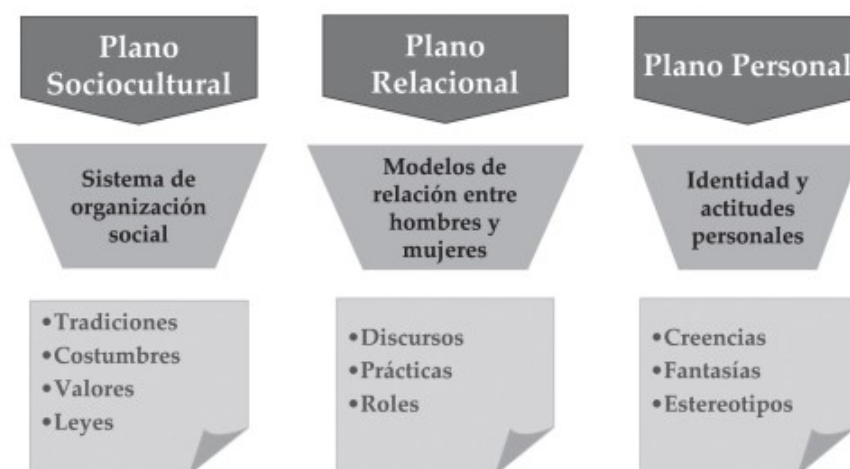 Plano
Sociocultural
Plano
Relacional
Plano Personal
Sistema de
organización
social
Modelos de
relación entre
hombres y
mujeres
Identidad y
actitudes
personales
•Tradiciones
•Costumbres
•Valores
•Leyes
•Discursos
•Prácticas
•Roles
•Creencias
•Fantasías
•Estereotipos